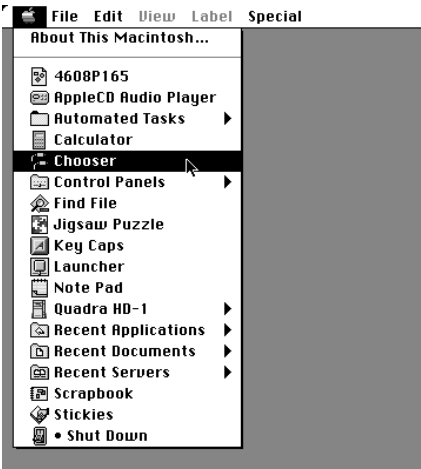 File Edit View Label Special
About This Macintosh...
4608P165
AppleCD Audio Player
Automated Tasks
Calculator
Chooser
Control Panels
Find File
Jigsaw Puzzle
Key Caps
Launcher
Note Pad
Quadra HD-1
Recent Applications
Recent Documents
Recent Servers
Scrapbook
Stickies
• Shut Down